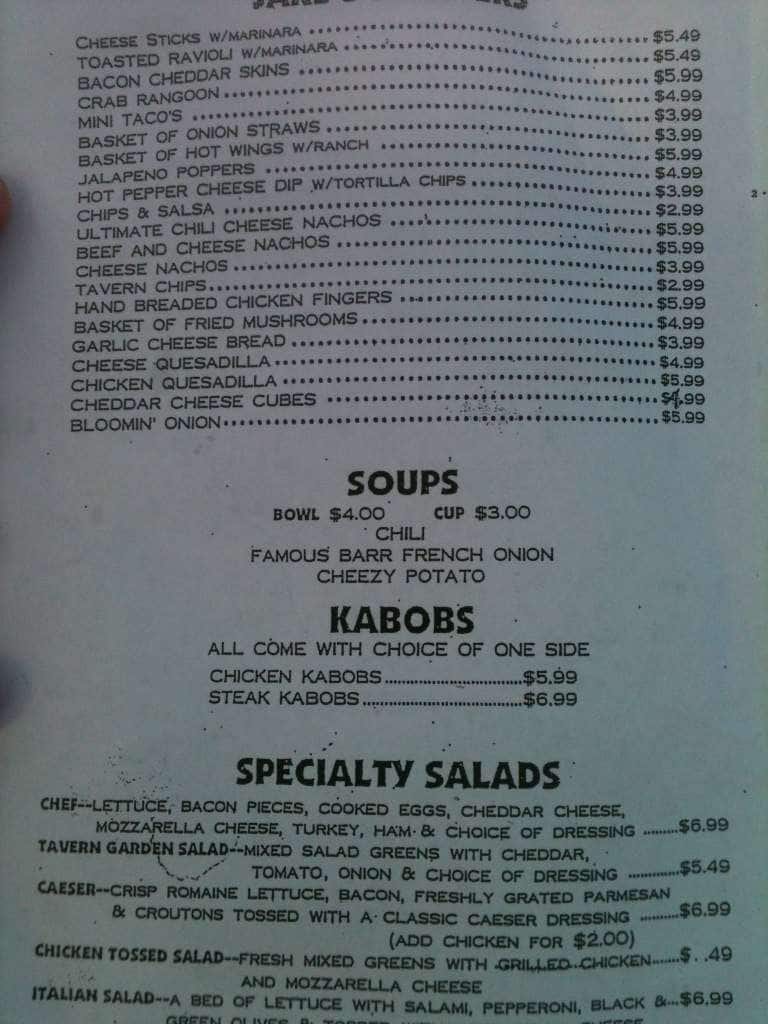 CHEESE STICKS W/MARINARA $5.49
TOASTED RAVIOLI W/MARINARA $5.49
BACON CHEDDAR SKINS $5.99
CRAB RANGOON $4.99
MINI TACO'S $3.99
BASKET OF ONION STRAWS $3.99
BASKET OF HOT WINGS W/RANCH $5.99
JALAPENO POPPERS $4.99
HOT PEPPER CHEESE DIP W/TORTILLA CHIPS $3.99
CHIPS & SALSA $2.99
ULTIMATE CHILI CHEESE NACHOS $5.99
BEEF AND CHEESE NACHOS $5.99
CHEESE NACHOS $3.99
TAVERN CHIPS $2.99
HAND BREADED CHICKEN FINGERS $5.99
BASKET OF FRIED MUSHROOMS $4.99
GARLIC CHEESE BREAD $3.99
CHEESE QUESADILLA $4.99
CHICKEN QUESADILLA $5.99
CHEDDAR CHEESE CUBES $4.99
BLOOMIN' ONION $5.99
SOUPS
BOWL $4.00 CUP $3.00
CHILI
FAMOUS BARR FRENCH ONION
CHEEZY POTATO
KABOBS
ALL COME WITH CHOICE OF ONE SIDE
CHICKEN KABOBS $5.99
STEAK KABOBS $6.99
SPECIALTY SALADS
CHEF--LETTUCE, BACON PIECES, COOKED EGGS, CHEDDAR CHEESE,
MOZZARELLA CHEESE, TURKEY, HAM & CHOICE OF DRESSING $6.99
TAVERN GARDEN SALAD--MIXED SALAD GREENS WITH CHEDDAR,
TOMATO, ONION & CHOICE OF DRESSING $5.49
CAESER--CRISP ROMAINE LETTUCE, BACON, FRESHLY GRATED PARMESAN
& CROUTONS TOSSED WITH A CLASSIC CAESER DRESSING $6.99
(ADD CHICKEN FOR $2.00)
CHICKEN TOSSED SALAD--FRESH MIXED GREENS WITH GRILLED CHICKEN $ .49
AND MOZZARELLA CHEESE
ITALIAN SALAD--A BED OF LETTUCE WITH SALAMI, PEPPERONI, BLACK & $6.99
GREEN OLIVES & TOPPED WITH CHEESE